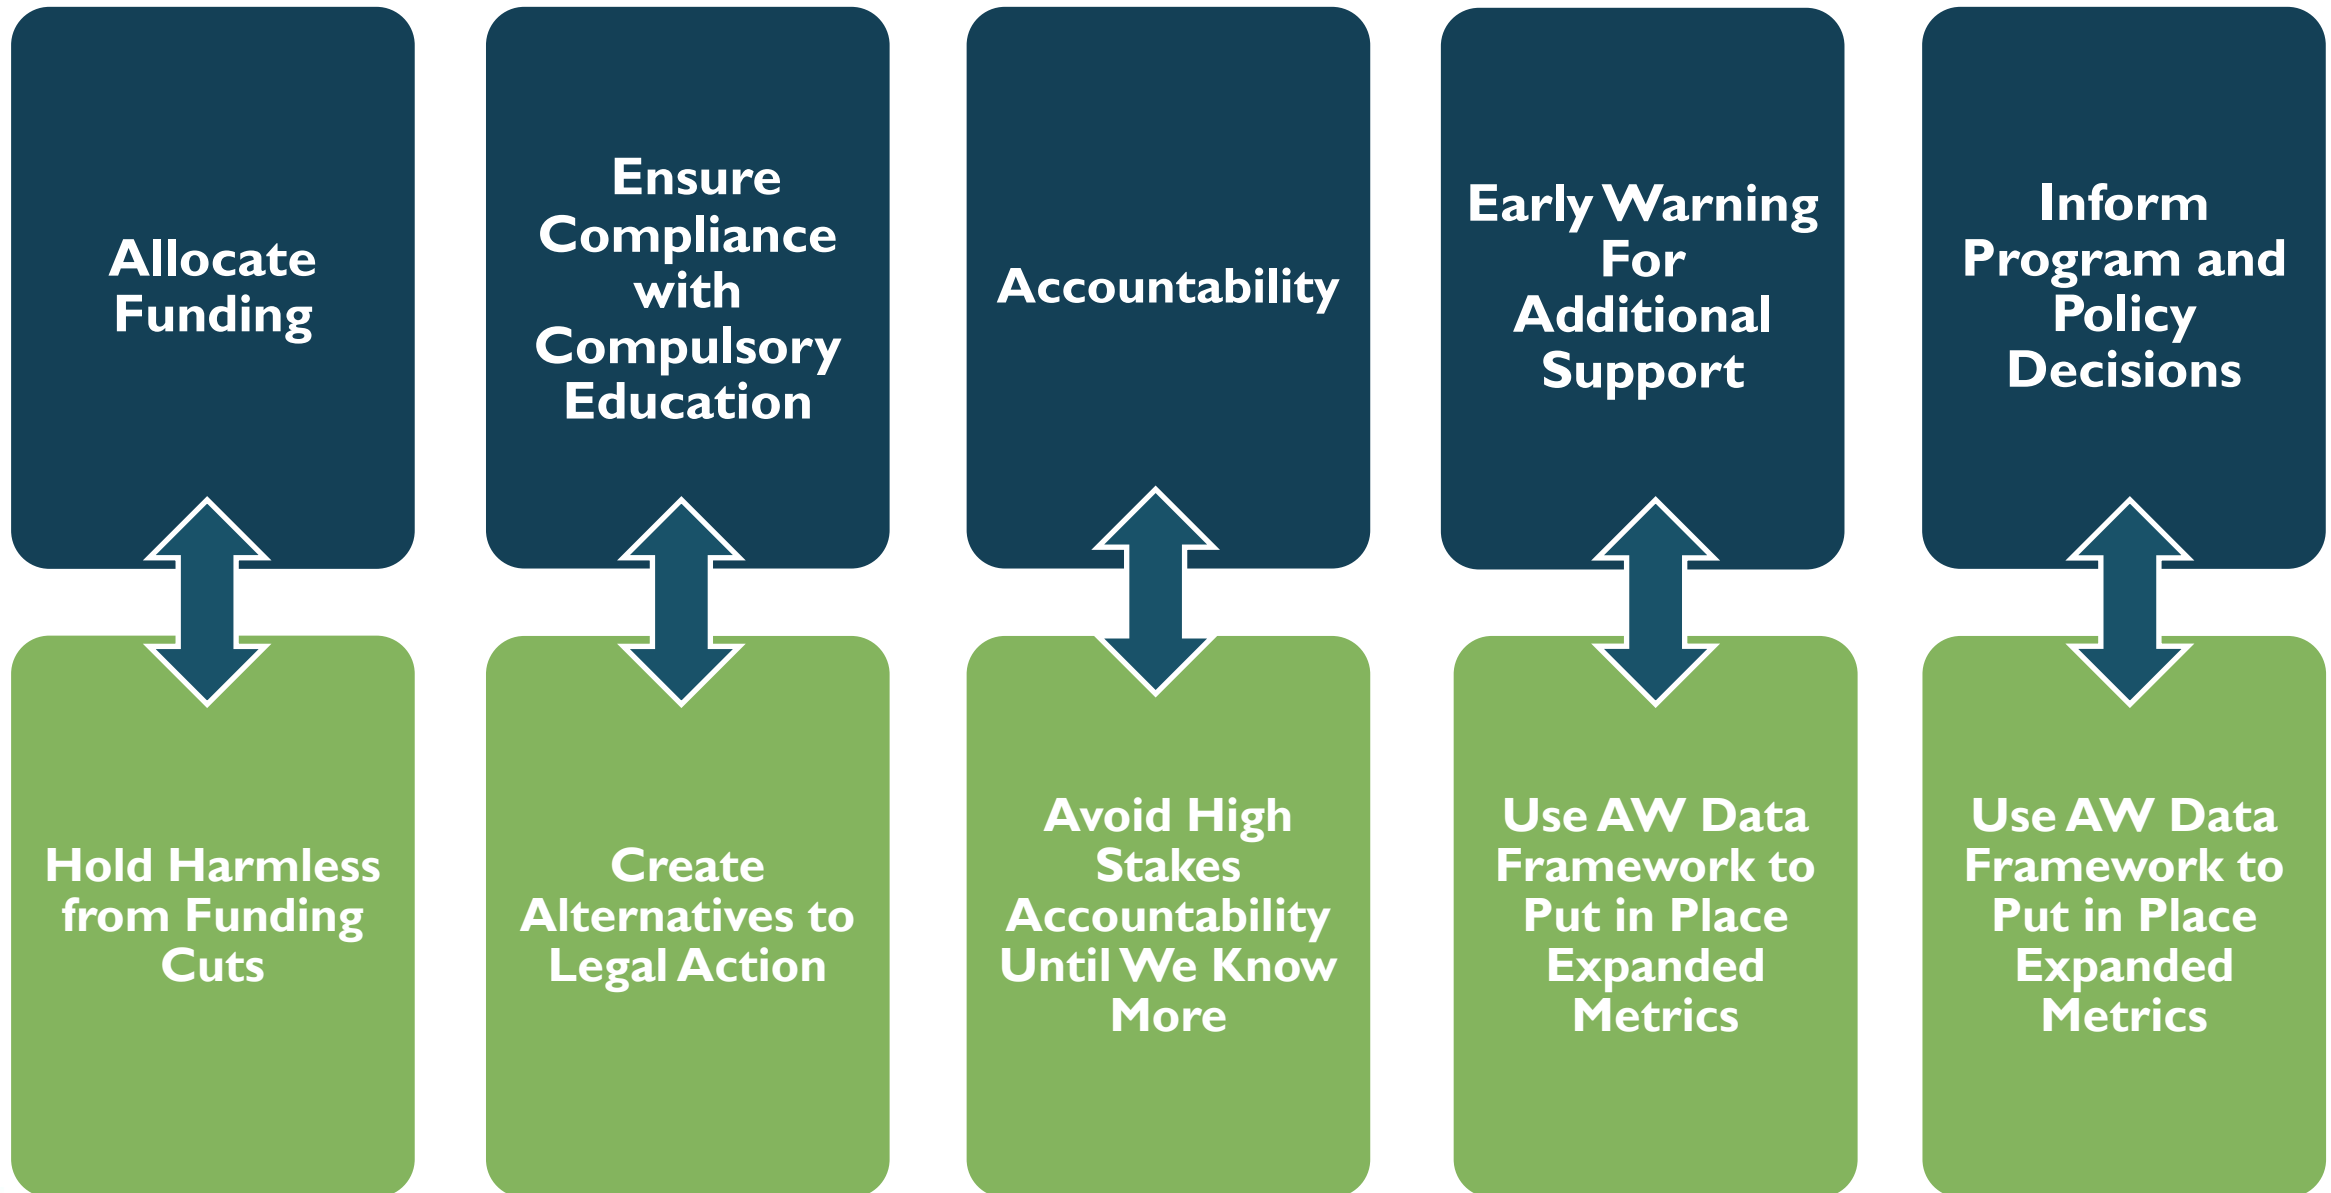 Allocate
Funding
Ensure
Compliance
with
Compulsory
Education
Accountability
Early Warning
For
Additional
Support
Inform
Program and
Policy
Decisions
Hold Harmless
from Funding
Cuts
Create
Alternatives to
Legal Action
Avoid High
Stakes
Accountability
Until We Know
More
Use AW Data
Framework to
Put in Place
Expanded
Metrics
Use AW Data
Framework to
Put in Place
Expanded
Metrics